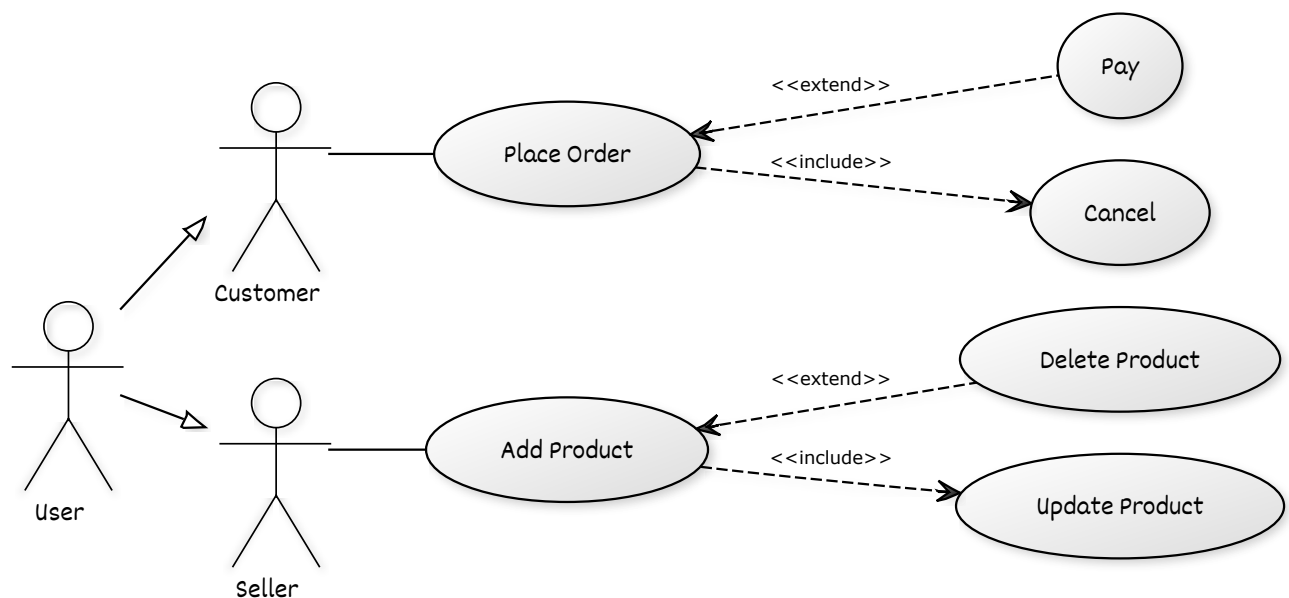 Pay
<<extend>>
Place Order
<<include>>
Cancel
Customer
Delete Product
<<extend>>
Add Product
<<include>>
Update Product
User
Seller